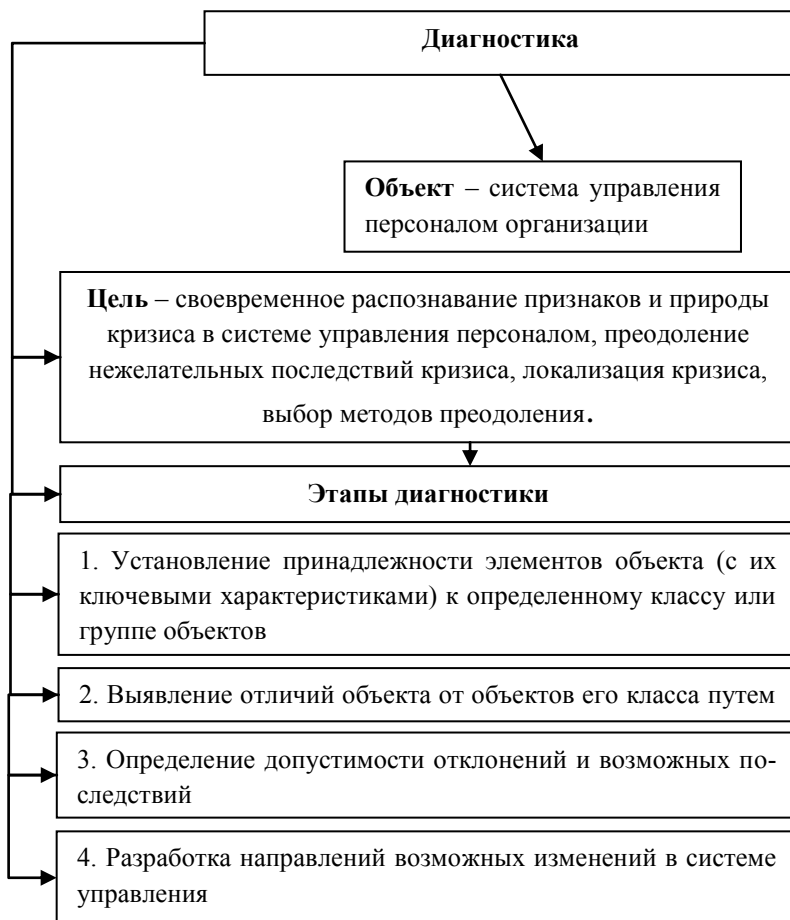 Диагностика
Объект – система управления
персоналом организации
Цель – своевременное распознавание признаков и природы
кризиса в системе управления персоналом, преодоление
нежелательных последствий кризиса, локализация кризиса,
выбор методов преодоления.
Этапы диагностики
1. Установление принадлежности элементов объекта (с их
ключевыми характеристиками) к определенному классу или
группе объектов
2. Выявление отличий объекта от объектов его класса путем
3. Определение допустимости отклонений и возможных по-
следствий
4. Разработка направлений возможных изменений в системе
управления